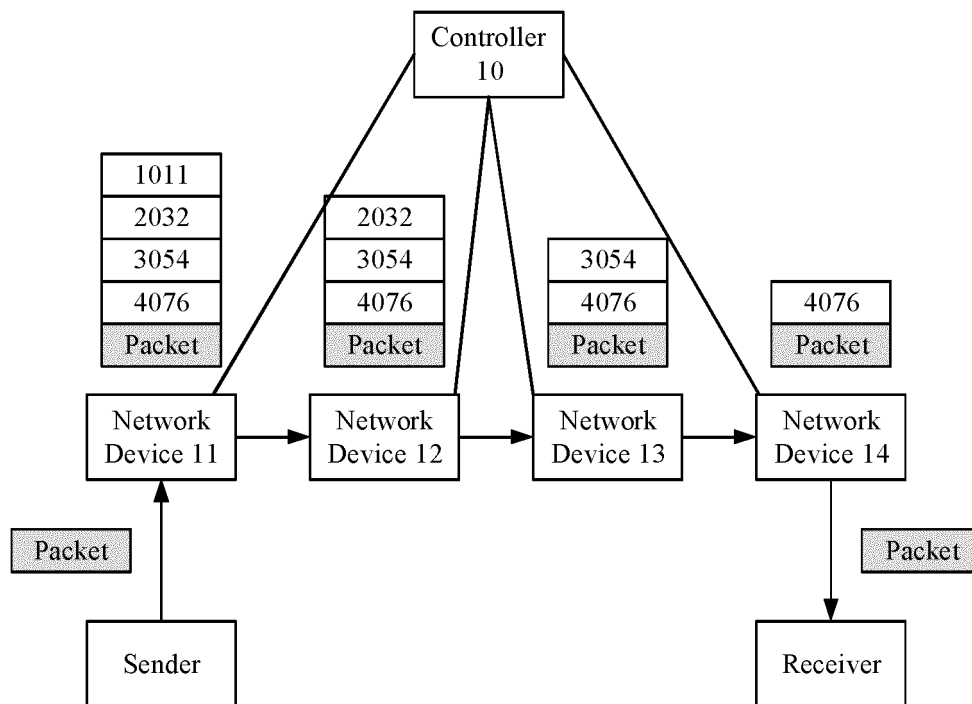 Controller
10
1011
2032
3054
4076
Packet
2032
3054
4076
Packet
3054
4076
Packet
4076
Packet
Network
Device 11
Network
Device 12
Network
Device 13
Network
Device 14
Packet
Packet
Sender
Receiver